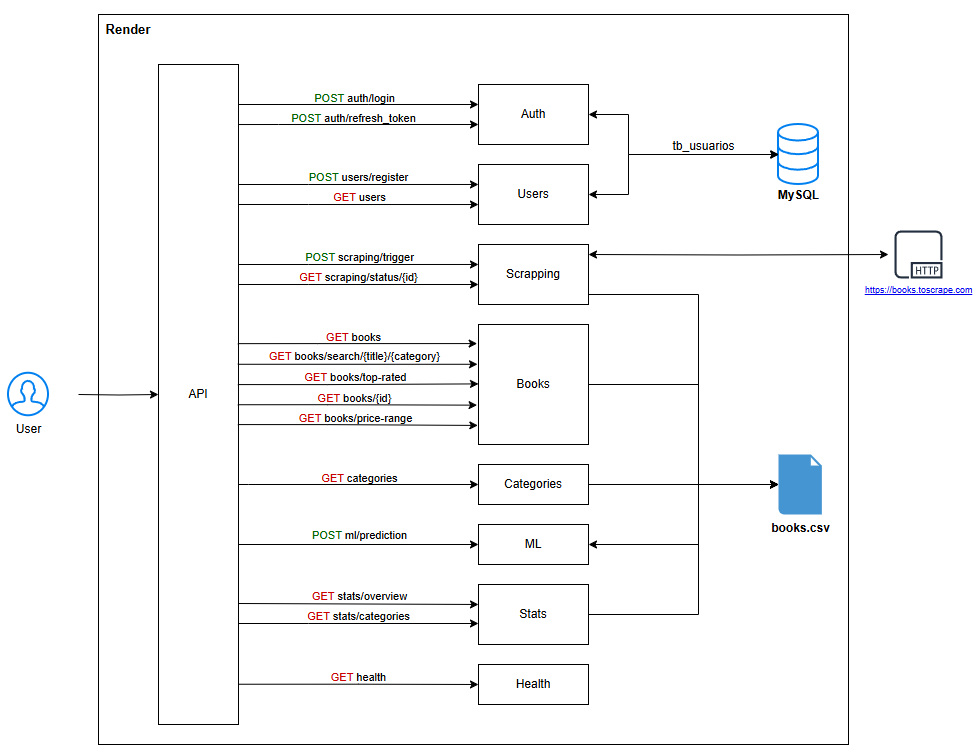 Render
POST auth/login
POST auth/refresh_token
Auth
tb_usuarios
MySQL
POST users/register
GET users
Users
POST scraping/trigger
GET scraping/status/{id}
Scrapping
HTTP
https://books.toscrape.com
GET books
GET books/search/{title}/{category}
GET books/top-rated
GET books/{id}
GET books/price-range
Books
User
API
GET categories
Categories
books.csv
POST ml/prediction
ML
GET stats/overview
GET stats/categories
Stats
GET health
Health